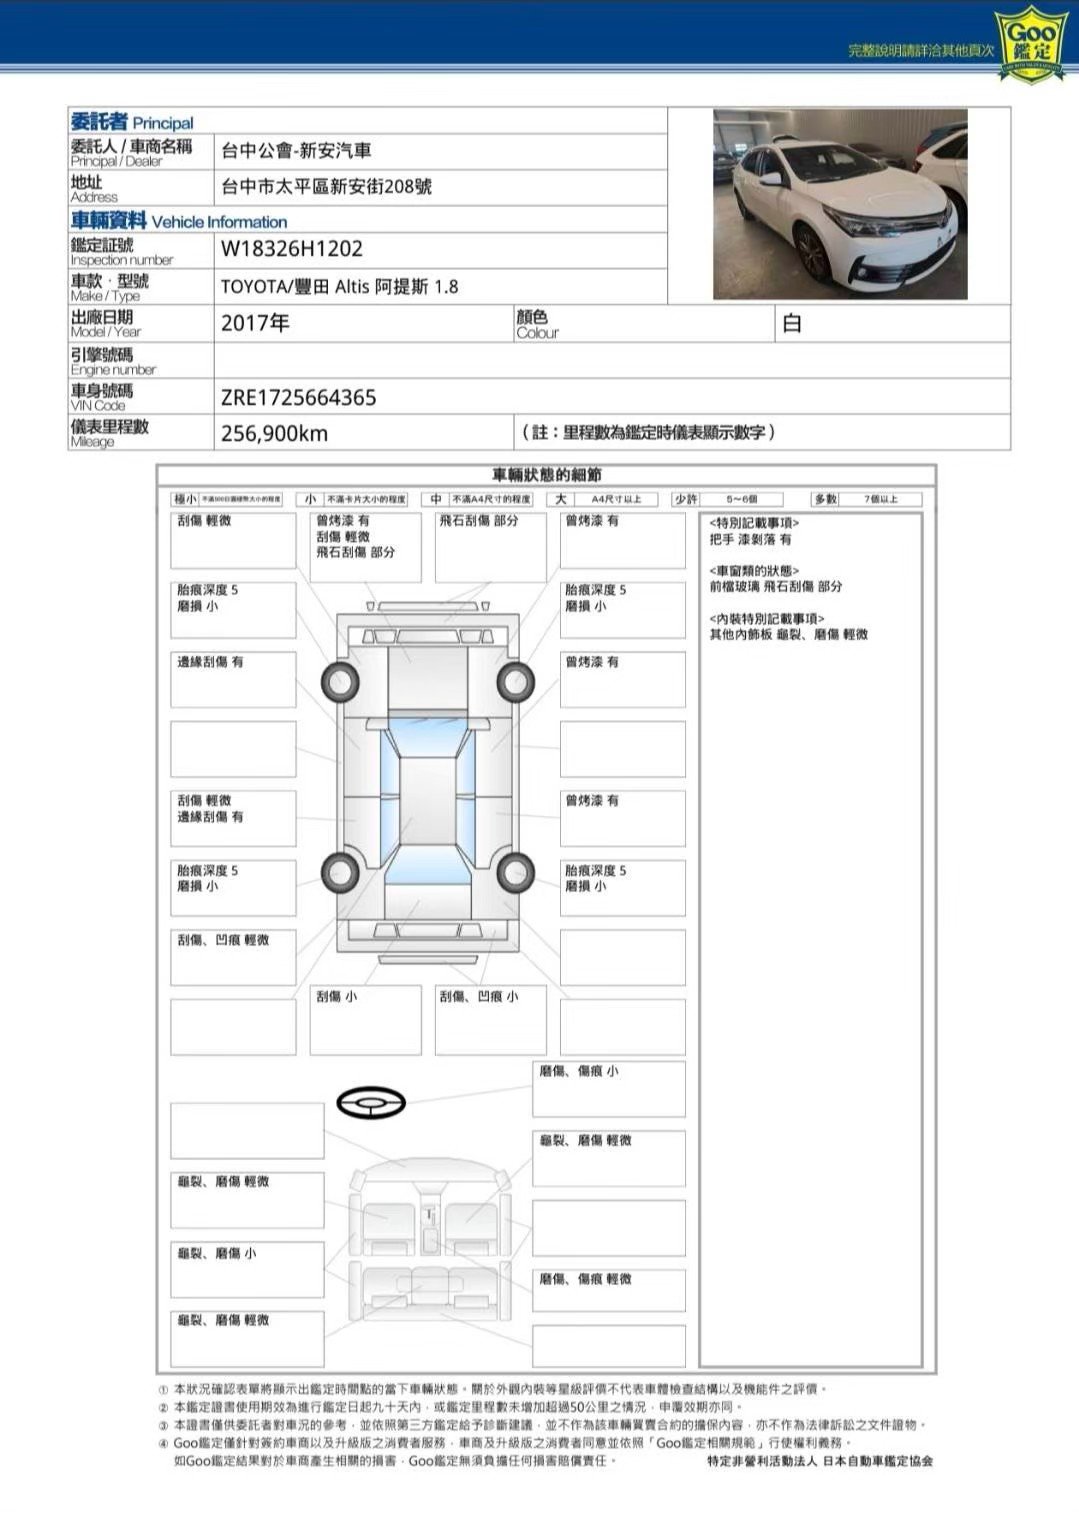 完整說明請詳洽其他頁次
Goo
鑑定
委託者 Principal
委託人 / 車商名稱
Principal / Dealer
台中公會-新安汽車
地址
Address
台中市太平區新安街208號
車輛資料 Vehicle Information
鑑定証號
Inspection number
W18326H1202
車款．型號
Make / Type
TOYOTA/豐田 Altis 阿提斯 1.8
出廠日期
Model / Year
2017年
顏色
Colour
白
引擎號碼
Engine number
車身號碼
VIN Code
ZRE1725664365
儀表里程數
Mileage
256,900km
（註：里程數為鑑定時儀表顯示數字）
車輛狀態的細節
極小 不滿500日圓硬幣大小的程度
小 不滿卡片大小的程度
中 不滿A4尺寸的程度
大 A4尺寸以上
少許 5～6個
多數 7個以上
刮傷 輕微
曾烤漆 有
刮傷 輕微
飛石刮傷 部分
飛石刮傷 部分
曾烤漆 有
胎痕深度 5
磨損 小
胎痕深度 5
磨損 小
邊緣刮傷 有
曾烤漆 有
刮傷 輕微
邊緣刮傷 有
曾烤漆 有
胎痕深度 5
磨損 小
胎痕深度 5
磨損 小
刮傷、凹痕 輕微
刮傷 小
刮傷、凹痕 小
磨傷、傷痕 小
龜裂、磨傷 輕微
龜裂、磨傷 輕微
龜裂、磨傷 小
磨傷、傷痕 輕微
龜裂、磨傷 輕微
<特別記載事項>
把手 漆剝落 有
<車窗類的狀態>
前檔玻璃 飛石刮傷 部分
<內裝特別記載事項>
其他內飾板 龜裂、磨傷 輕微
① 本狀況確認表單將顯示出鑑定時間點的當下車輛狀態。關於外觀內裝等星級評價不代表車體檢查結構以及機能件之評價。
② 本鑑定證書使用期效為進行鑑定日起九十天內，或鑑定里程數未增加超過50公里之情況，申覆效期亦同。
③ 本證書僅供委託者對車況的參考，並依照第三方鑑定給予診斷建議，並不作為該車輛買賣合約的擔保內容，亦不作為法律訴訟之文件證物。
④ Goo鑑定僅針對簽約車商以及升級版之消費者服務，車商及升級版之消費者同意並依照「Goo鑑定相關規範」行使權利義務。
如Goo鑑定結果對於車商產生相關的損害，Goo鑑定無須負擔任何損害賠償責任。
特定非營利活動法人 日本自動車鑑定協会